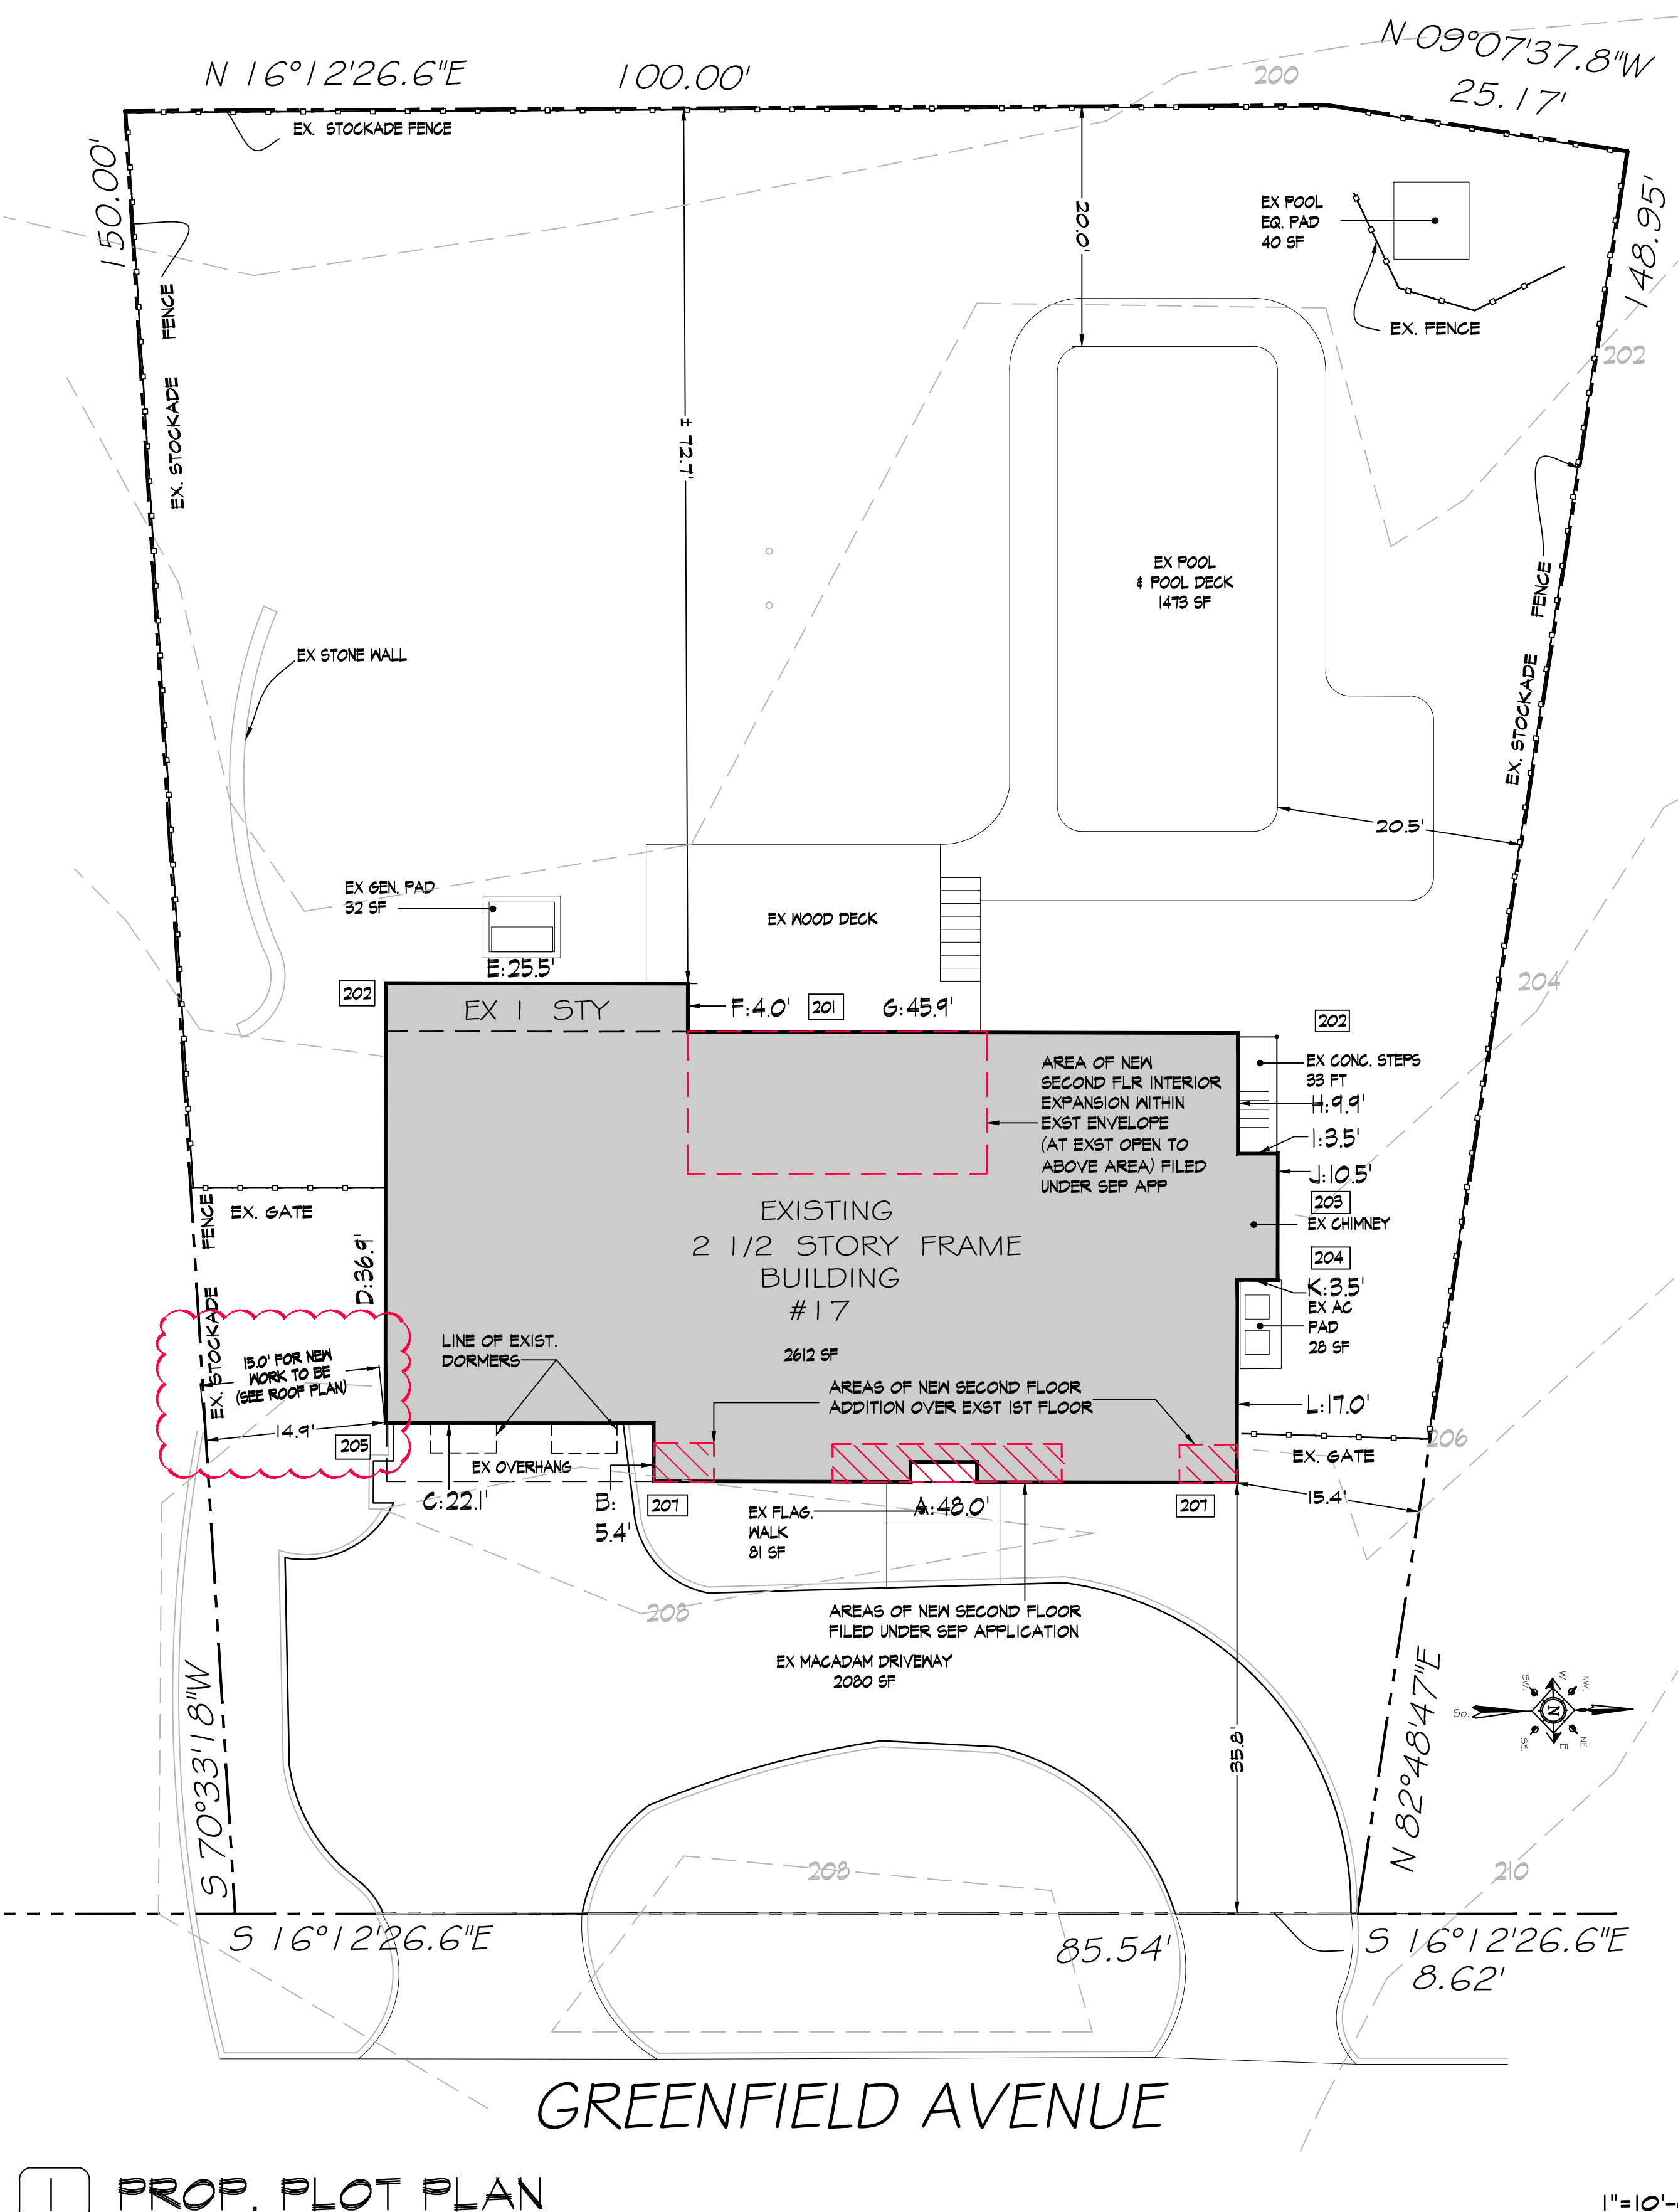 N 16°12'26.6"E
100.00'
N 09°07'37.8"W
25.17'
200
EX. STOCKADE FENCE
150.00'
148.95'
EX POOL
EQ. PAD
40 SF
20.0'
EX. FENCE
202
EX. STOCKADE FENCE
± 72.7'
EX POOL
& POOL DECK
1473 SF
EX. STOCKADE FENCE
EX STONE WALL
20.5'
EX GEN. PAD
32 SF
EX WOOD DECK
E:25.5'
202
EX 1 STY
F:4.0'
201
G:45.9'
204
202
AREA OF NEW
SECOND FLR INTERIOR
EXPANSION WITHIN
EXST ENVELOPE
(AT EXST OPEN TO
ABOVE AREA) FILED
UNDER SEP APP
EX CONC. STEPS
33 FT
H:9.9'
I:3.5'
J:10.5'
203
EX CHIMNEY
204
K:3.5'
EX AC
PAD
28 SF
EX. GATE
EX. STOCKADE FENCE
D:36.9'
EXISTING
2 1/2 STORY FRAME
BUILDING
#17
2612 SF
LINE OF EXIST.
DORMERS
15.0' FOR NEW
WORK TO BE
(SEE ROOF PLAN)
14.9'
205
AREAS OF NEW SECOND FLOOR
ADDITION OVER EXST 1ST FLOOR
L:17.0'
206
EX. GATE
EX OVERHANG
C:22.1'
B:
5.4'
207
EX FLAG.
WALK
81 SF
A:48.0'
207
15.4'
208
AREAS OF NEW SECOND FLOOR
FILED UNDER SEP APPLICATION
EX MACADAM DRIVEWAY
2080 SF
35.8'
S 70°33'18"W
N 82°48'47"E
W
SW.
NW.
So.
N
SE.
E
NE.
208
210
S 16°12'26.6"E
85.54'
S 16°12'26.6"E
8.62'
GREENFIELD AVENUE
1
PROP. PLOT PLAN
1"=10'-